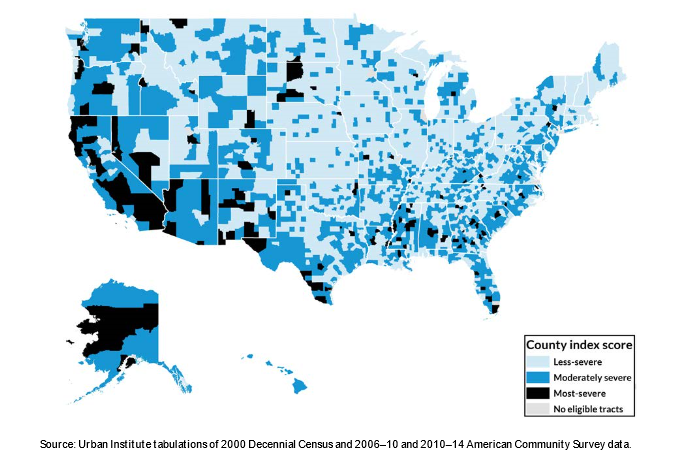 County index score
Less-severe
Moderately severe
Most-severe
No eligible tracts
Source: Urban Institute tabulations of 2000 Decennial Census and 2006–10 and 2010–14 American Community Survey data.